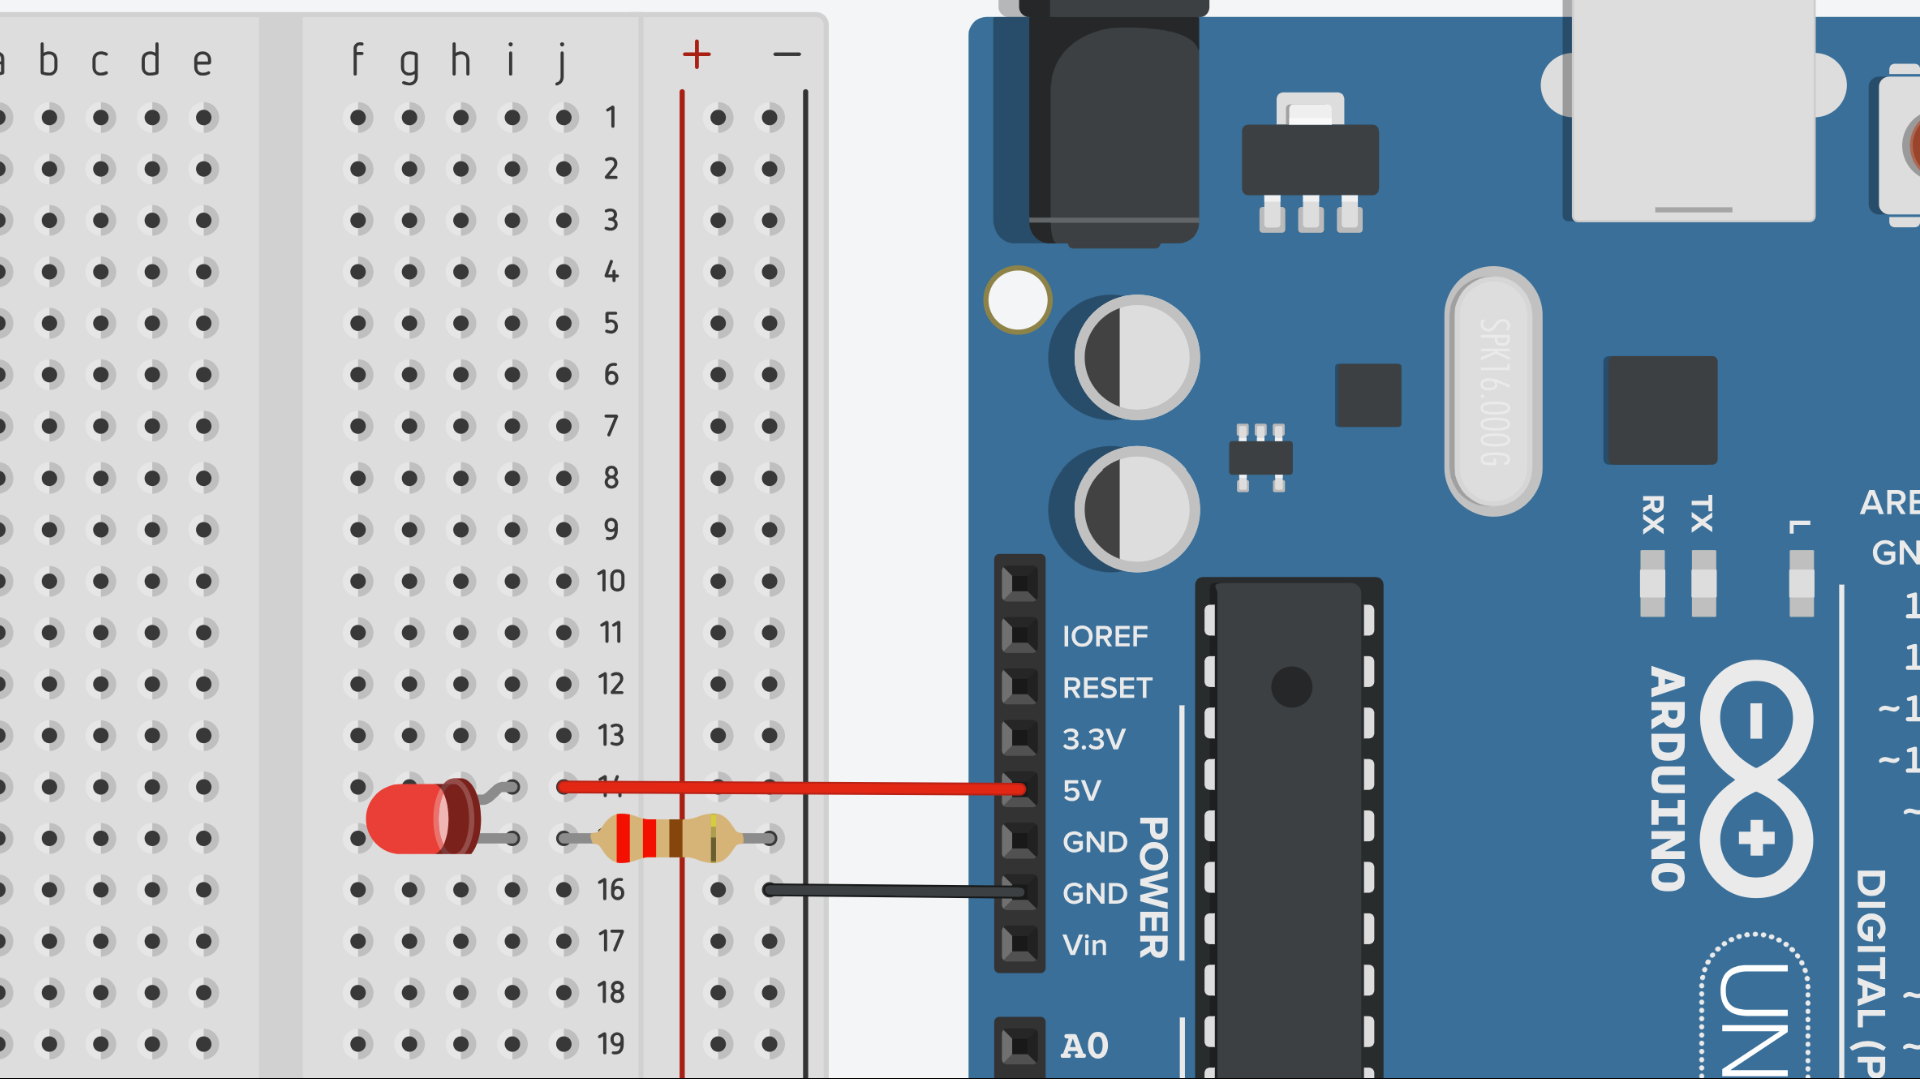 a b c d e f g h i j + −
1
2
3
4
5
6
7
8
9
10
11
12
13
14
16
17
18
19
SPK16.000G
IOREF
RESET
3.3V
5V
GND
GND
Vin
POWER
A0
RX
TX
L
ARDUINO
UN
ARE
GN
1
1
~1
~1
~
~
~
DIGITAL (P